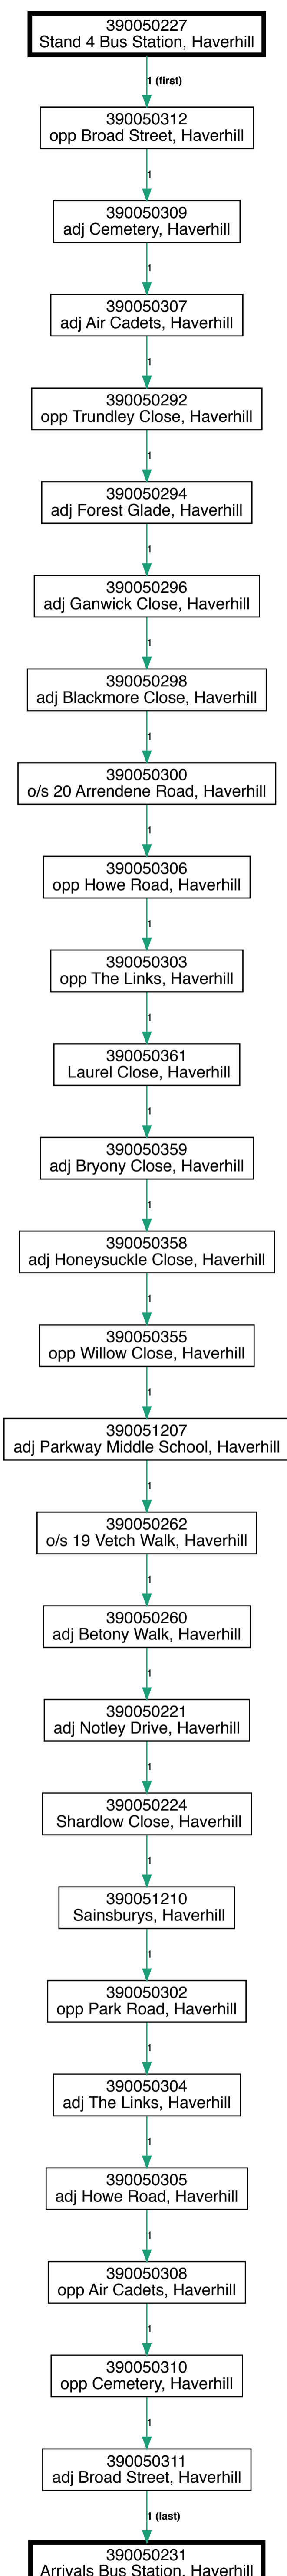 390050227
Stand 4 Bus Station, Haverhill
1 (first)
390050312
opp Broad Street, Haverhill
1
390050309
adj Cemetery, Haverhill
1
390050307
adj Air Cadets, Haverhill
1
390050292
opp Trundley Close, Haverhill
1
390050294
adj Forest Glade, Haverhill
1
390050296
adj Ganwick Close, Haverhill
1
390050298
adj Blackmore Close, Haverhill
1
390050300
o/s 20 Arrendene Road, Haverhill
1
390050306
opp Howe Road, Haverhill
1
390050303
opp The Links, Haverhill
1
390050361
Laurel Close, Haverhill
1
390050359
adj Bryony Close, Haverhill
1
390050358
adj Honeysuckle Close, Haverhill
1
390050355
opp Willow Close, Haverhill
1
390051207
adj Parkway Middle School, Haverhill
1
390050262
o/s 19 Vetch Walk, Haverhill
1
390050260
adj Betony Walk, Haverhill
1
390050221
adj Notley Drive, Haverhill
1
390050224
Shardlow Close, Haverhill
1
390051210
Sainsburys, Haverhill
1
390050302
opp Park Road, Haverhill
1
390050304
adj The Links, Haverhill
1
390050305
adj Howe Road, Haverhill
1
390050308
opp Air Cadets, Haverhill
1
390050310
opp Cemetery, Haverhill
1
390050311
adj Broad Street, Haverhill
1 (last)
390050231
Arrivals Bus Station, Haverhill